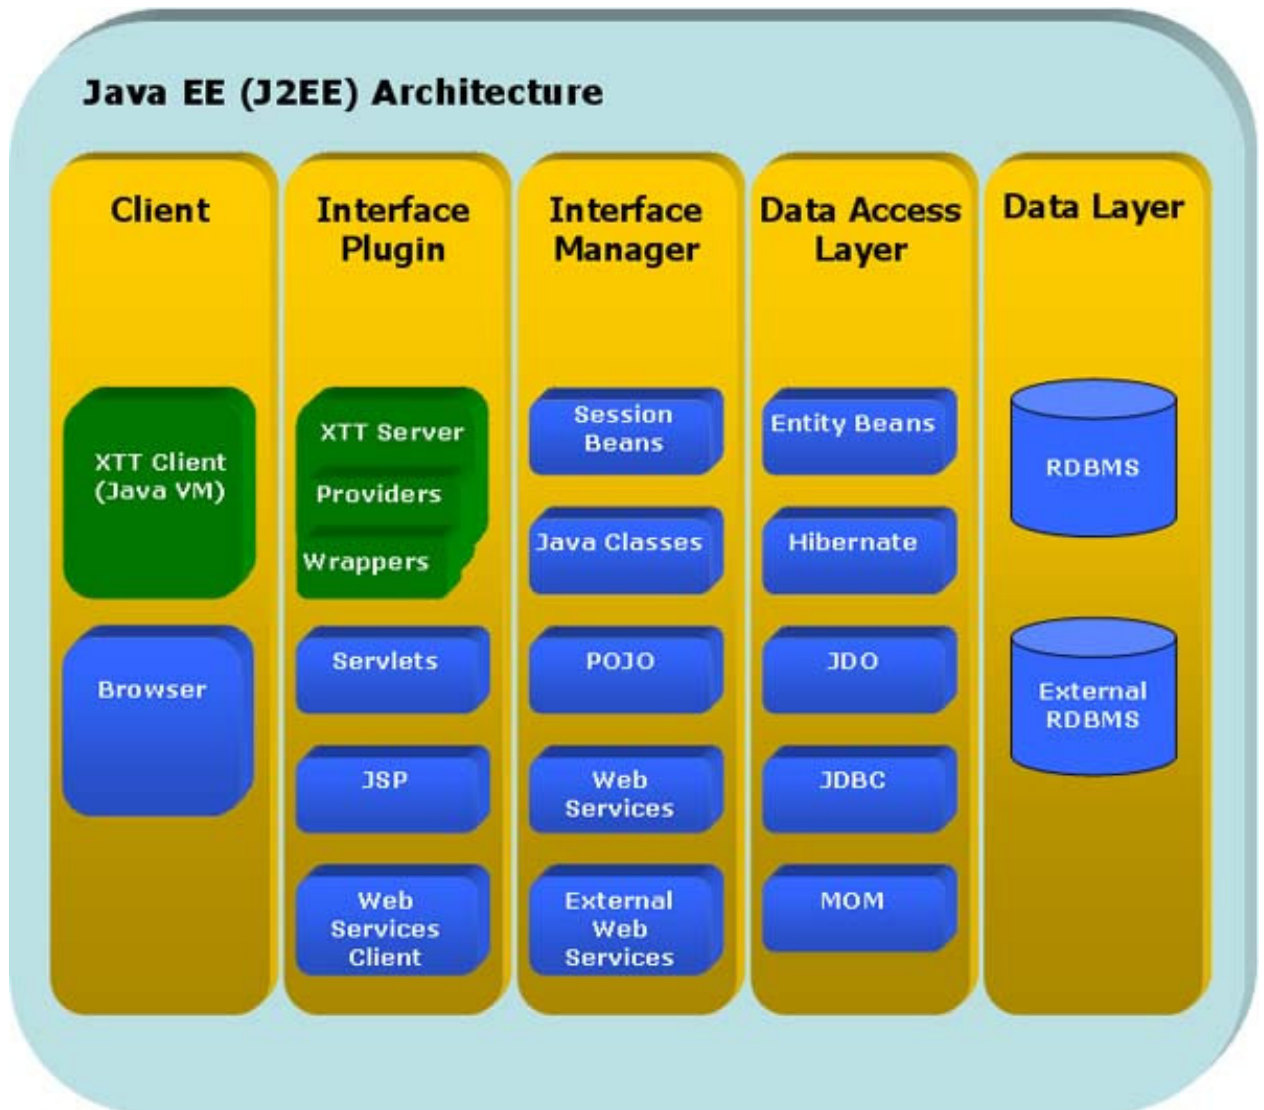 Java EE (J2EE) Architecture
Client
Interface
Plugin
Interface
Manager
Data Access
Layer
Data Layer
XTT Client
(Java VM)
Browser
XTT Server
Providers
Wrappers
Servlets
JSP
Web
Services
Client
Session
Beans
Java Classes
POJO
Web
Services
External
Web
Services
Entity Beans
Hibernate
JDO
JDBC
MOM
RDBMS
External
RDBMS